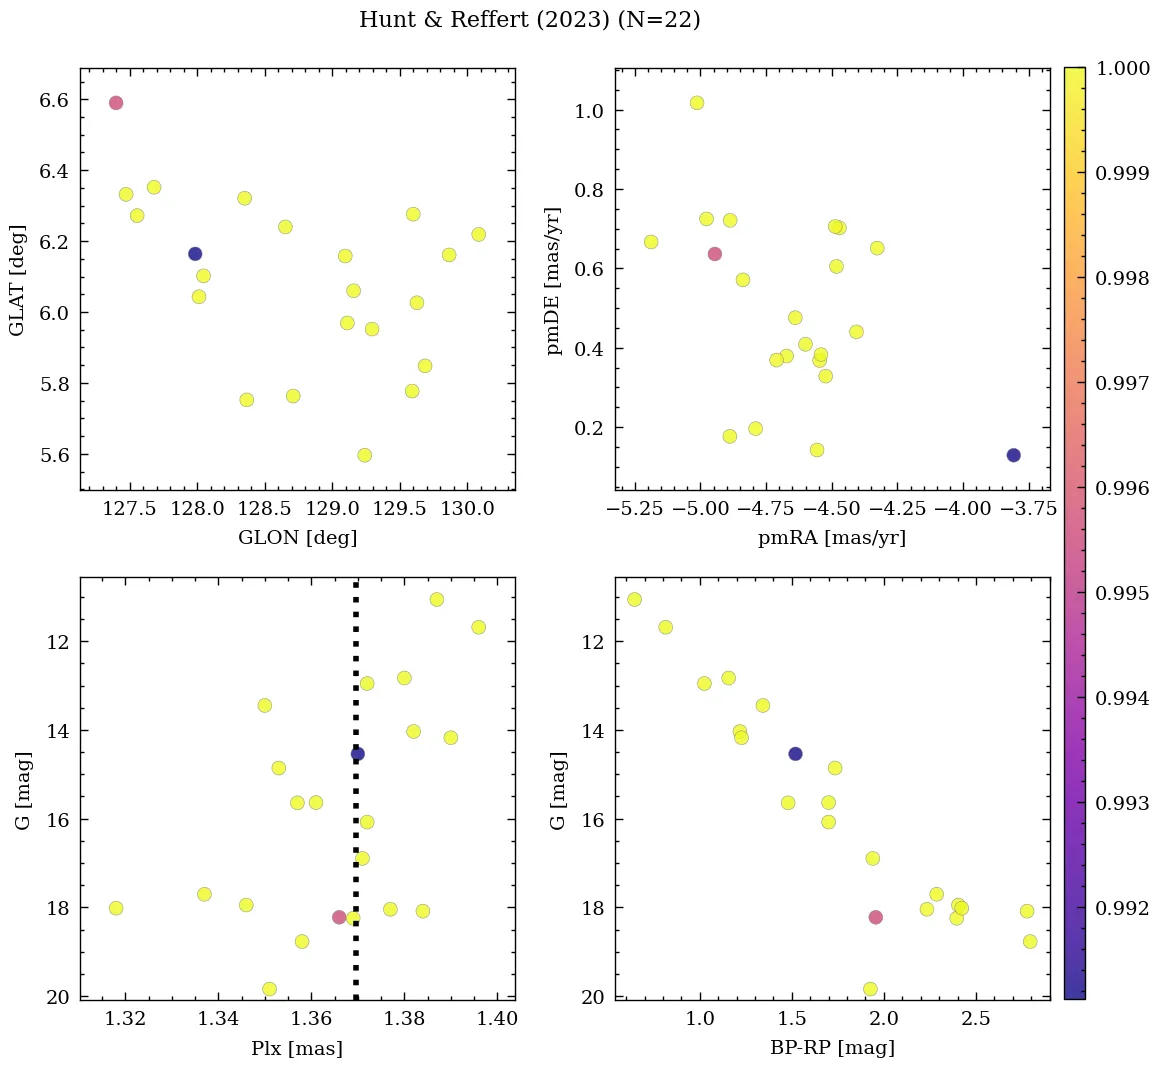 Hunt & Reffert (2023) (N=22)
6.6
6.4
6.2
6.0
5.8
5.6
GLAT [deg]
127.5 128.0 128.5 129.0 129.5 130.0
GLON [deg]
1.0
0.8
0.6
0.4
0.2
pmDE [mas/yr]
−5.25 −5.00 −4.75 −4.50 −4.25 −4.00 −3.75
pmRA [mas/yr]
12
14
16
18
20
G [mag]
1.32 1.34 1.36 1.38 1.40
Plx [mas]
12
14
16
18
20
G [mag]
1.0 1.5 2.0 2.5
BP-RP [mag]
1.000
0.999
0.998
0.997
0.996
0.995
0.994
0.993
0.992